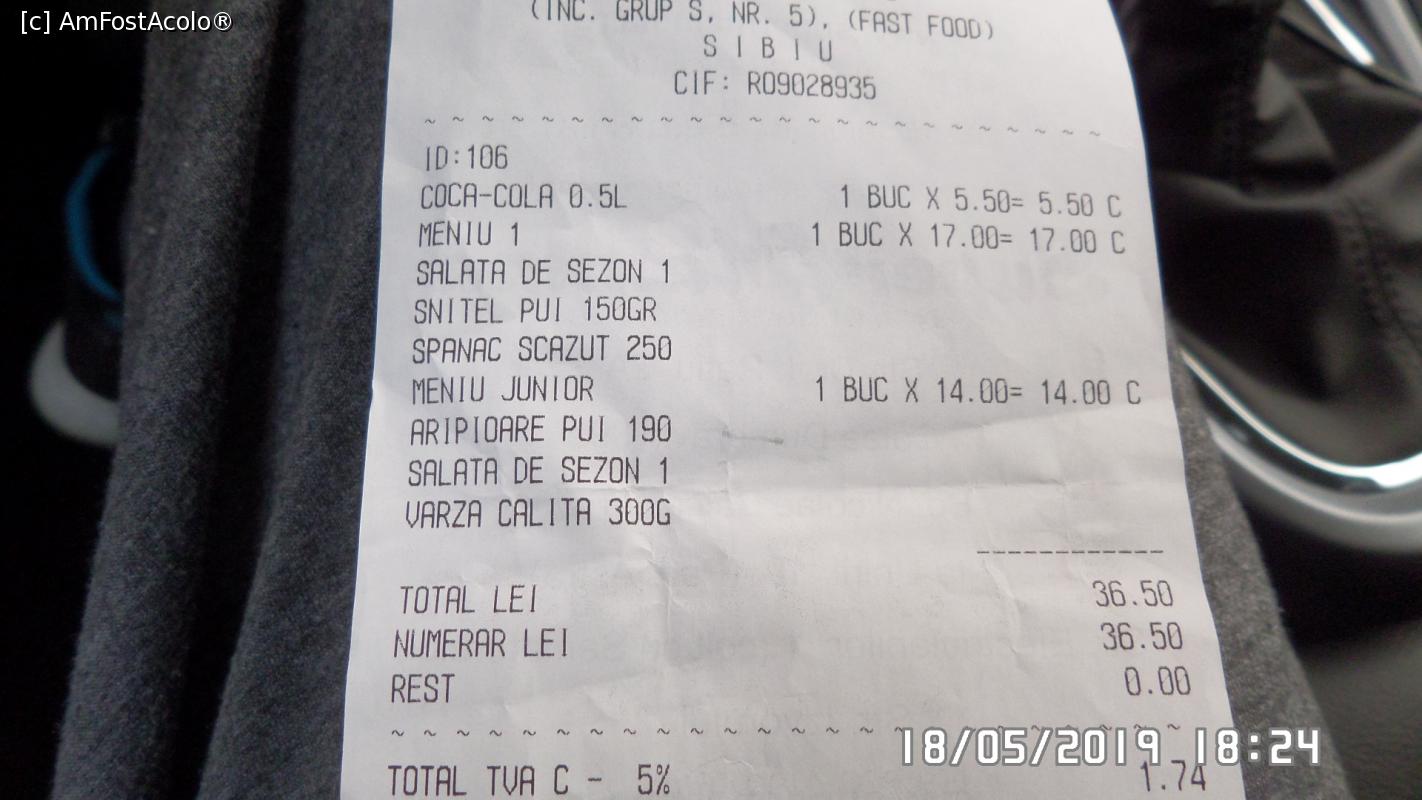 [c] AmFostAcolo®
(INC. GRUP S, NR. 5), (FAST FOOD)
S I B I U
CIF: RO9028935
~ ~ ~ ~ ~ ~ ~ ~ ~ ~ ~ ~ ~ ~ ~ ~ ~ ~ ~ ~ ~ ~ ~ ~
ID:106
COCA-COLA 0.5L 1 BUC X 5.50= 5.50 C
MENIU 1 1 BUC X 17.00= 17.00 C
SALATA DE SEZON 1
SNITEL PUI 150GR
SPANAC SCAZUT 250
MENIU JUNIOR 1 BUC X 14.00= 14.00 C
ARIPIOARE PUI 190
SALATA DE SEZON 1
VARZA CALITA 300G
------------
TOTAL LEI 36.50
NUMERAR LEI 36.50
REST 0.00
~ ~ ~ ~ ~ ~ ~ ~ ~ ~ ~ ~ ~ ~ ~ ~ ~ ~ ~ ~ ~ ~ ~ ~
18/05/2019 18:24
TOTAL TVA C - 5% 1.74